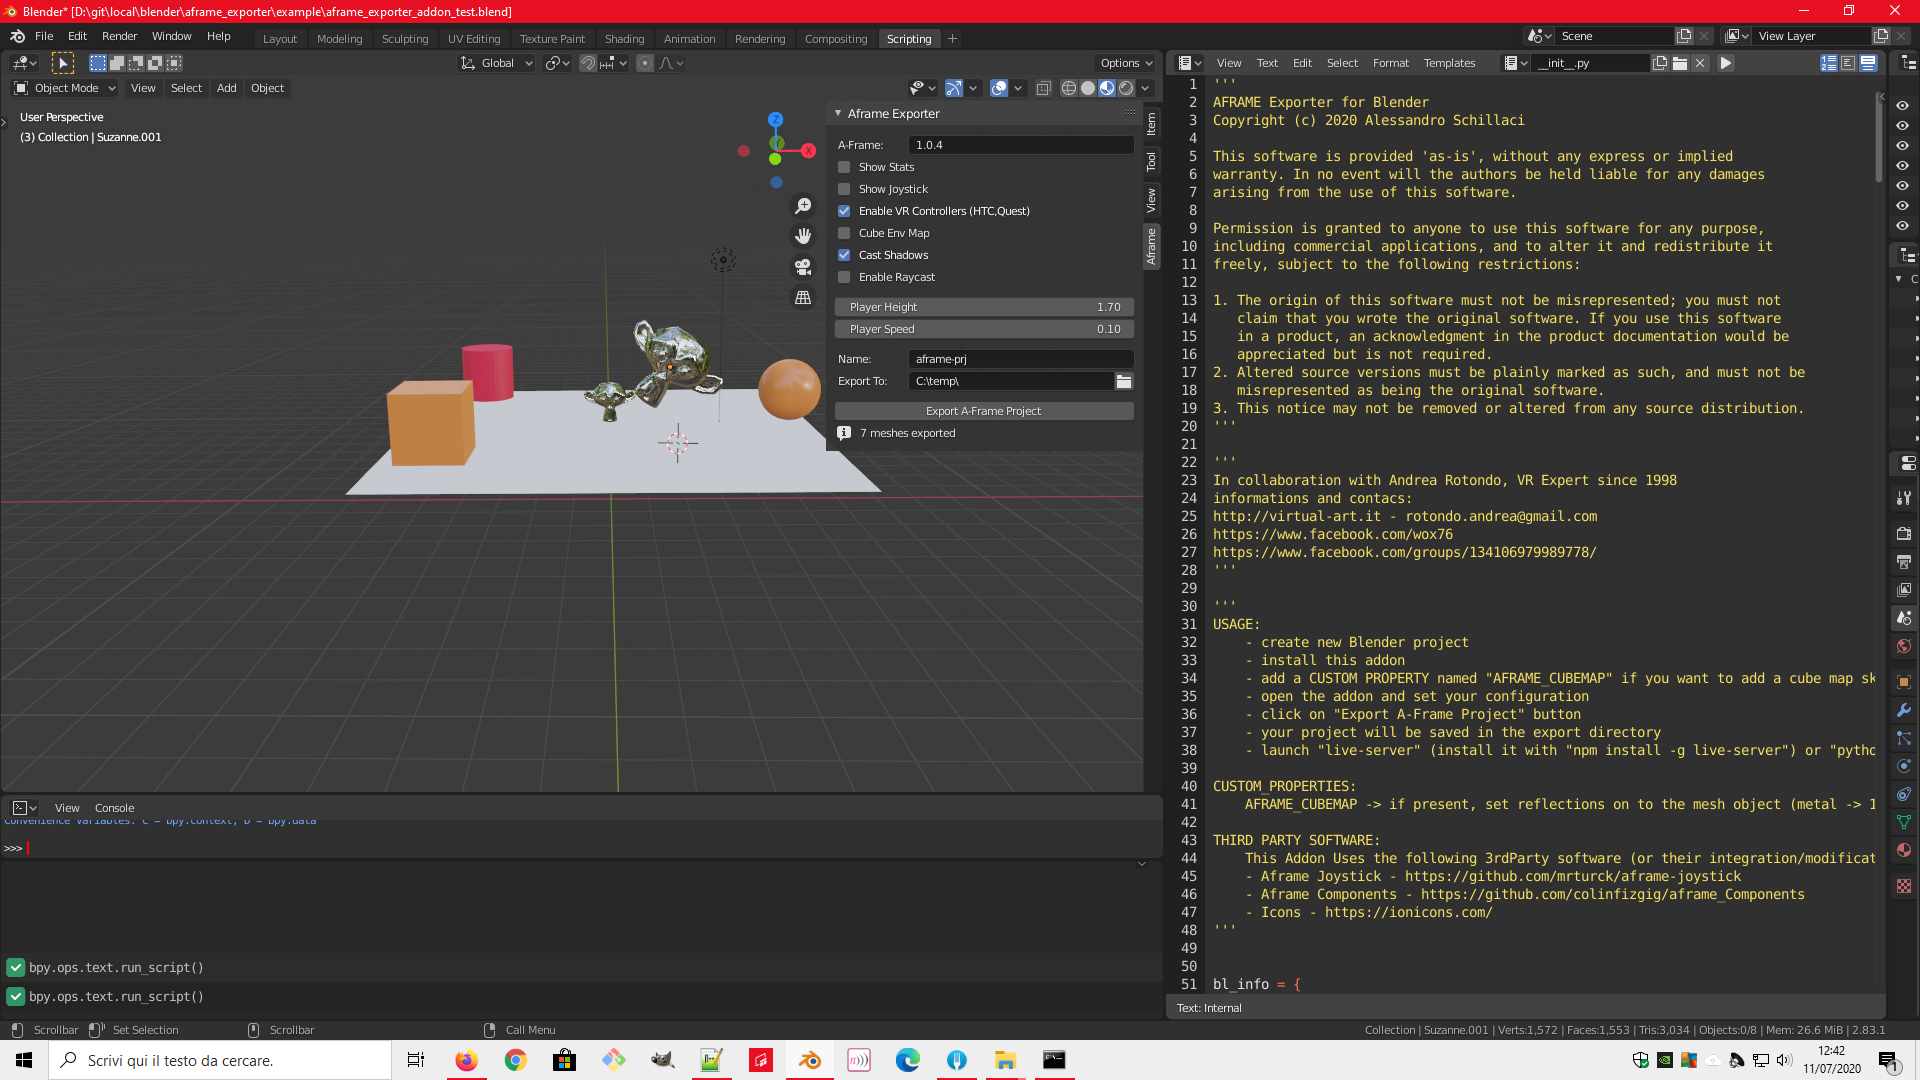 Blender* [D:\git\local\blender\aframe_exporter\example\aframe_exporter_addon_test.blend]
File Edit Render Window Help
Layout Modeling Sculpting UV Editing Texture Paint Shading Animation Rendering Compositing Scripting +
Scene
View Layer
Global
Options
Object Mode View Select Add Object
User Perspective
(3) Collection | Suzanne.001
Z
X
Aframe Exporter
A-Frame: 1.0.4
Show Stats
Show Joystick
Enable VR Controllers (HTC,Quest)
Cube Env Map
Cast Shadows
Enable Raycast
Player Height 1.70
Player Speed 0.10
Name: aframe-prj
Export To: C:\temp\
Export A-Frame Project
7 meshes exported
Item
Tool
View
Aframe
View Console
Convenience Variables: C = bpy.context, D = bpy.data
>>>
bpy.ops.text.run_script()
bpy.ops.text.run_script()
View Text Edit Select Format Templates
__init__.py
1 '''
2 AFRAME Exporter for Blender
3 Copyright (c) 2020 Alessandro Schillaci
4
5 This software is provided 'as-is', without any express or implied
6 warranty. In no event will the authors be held liable for any damages
7 arising from the use of this software.
8
9 Permission is granted to anyone to use this software for any purpose,
10 including commercial applications, and to alter it and redistribute it
11 freely, subject to the following restrictions:
12
13 1. The origin of this software must not be misrepresented; you must not
14 claim that you wrote the original software. If you use this software
15 in a product, an acknowledgment in the product documentation would be
16 appreciated but is not required.
17 2. Altered source versions must be plainly marked as such, and must not be
18 misrepresented as being the original software.
19 3. This notice may not be removed or altered from any source distribution.
20 '''
21
22 '''
23 In collaboration with Andrea Rotondo, VR Expert since 1998
24 informations and contacs:
25 http://virtual-art.it - rotondo.andrea@gmail.com
26 https://www.facebook.com/wox76
27 https://www.facebook.com/groups/134106979989778/
28 '''
29
30 '''
31 USAGE:
32 - create new Blender project
33 - install this addon
34 - add a CUSTOM PROPERTY named "AFRAME_CUBEMAP" if you want to add a cube map sk
35 - open the addon and set your configuration
36 - click on "Export A-Frame Project" button
37 - your project will be saved in the export directory
38 - launch "live-server" (install it with "npm install -g live-server") or "pytho
39
40 CUSTOM_PROPERTIES:
41 AFRAME_CUBEMAP -> if present, set reflections on to the mesh object (metal -> 1
42
43 THIRD PARTY SOFTWARE:
44 This Addon Uses the following 3rdParty software (or their integration/modificat
45 - Aframe Joystick - https://github.com/mrturck/aframe-joystick
46 - Aframe Components - https://github.com/colinfizgig/aframe_Components
47 - Icons - https://ionicons.com/
48 '''
49
50
51 bl_info = {
Text: Internal
C
Scrollbar Set Selection Scrollbar Call Menu
Collection | Suzanne.001 | Verts:1,572 | Faces:1,553 | Tris:3,034 | Objects:0/8 | Mem: 26.6 MiB | 2.83.1
Scrivi qui il testo da cercare.
12:42
11/07/2020
1